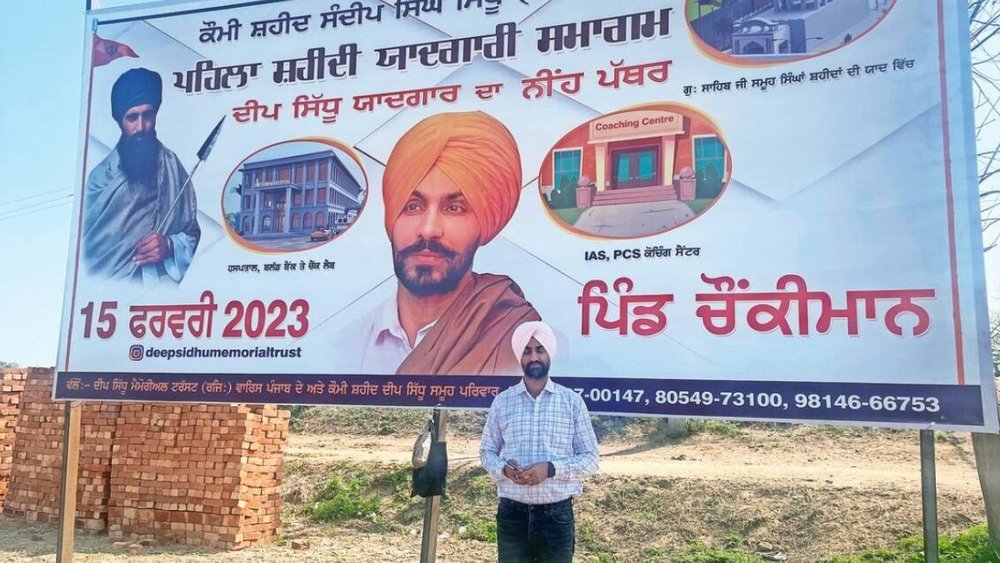 ਕੌਮੀ ਸ਼ਹੀਦ ਸੰਦੀਪ ਸਿੰਘ ਸਿੱਧੂ
ਪਹਿਲਾ ਸ਼ਹੀਦੀ ਯਾਦਗਾਰੀ ਸਮਾਗਮ
ਦੀਪ ਸਿੱਧੂ ਯਾਦਗਾਰ ਦਾ ਨੀਂਹ ਪੱਥਰ
ਗੁ: ਸਾਹਿਬ ਜੀ ਸਮੂਹ ਸਿੰਘਾਂ ਸ਼ਹੀਦਾਂ ਦੀ ਯਾਦ ਵਿੱਚ
Coaching Centre
ਹਸਪਤਾਲ, ਬਲੱਡ ਬੈਂਕ ਤੇ ਚੈੱਕ ਲੈਬ
IAS, PCS ਕੋਚਿੰਗ ਸੈਂਟਰ
15 ਫਰਵਰੀ 2023
ਪਿੰਡ ਚੌਂਕੀਮਾਨ
deepsidhumemorialtrust
ਵੱਲੋਂ:- ਦੀਪ ਸਿੱਧੂ ਮੈਮੋਰੀਅਲ ਟਰੱਸਟ (ਰਜਿ:) ਵਾਰਿਸ ਪੰਜਾਬ ਦੇ ਅਤੇ ਕੌਮੀ ਸ਼ਹੀਦ ਦੀਪ ਸਿੱਧੂ ਸਮੂਹ ਪਰਿਵਾਰ 7-00147, 80549-73100, 98146-66753